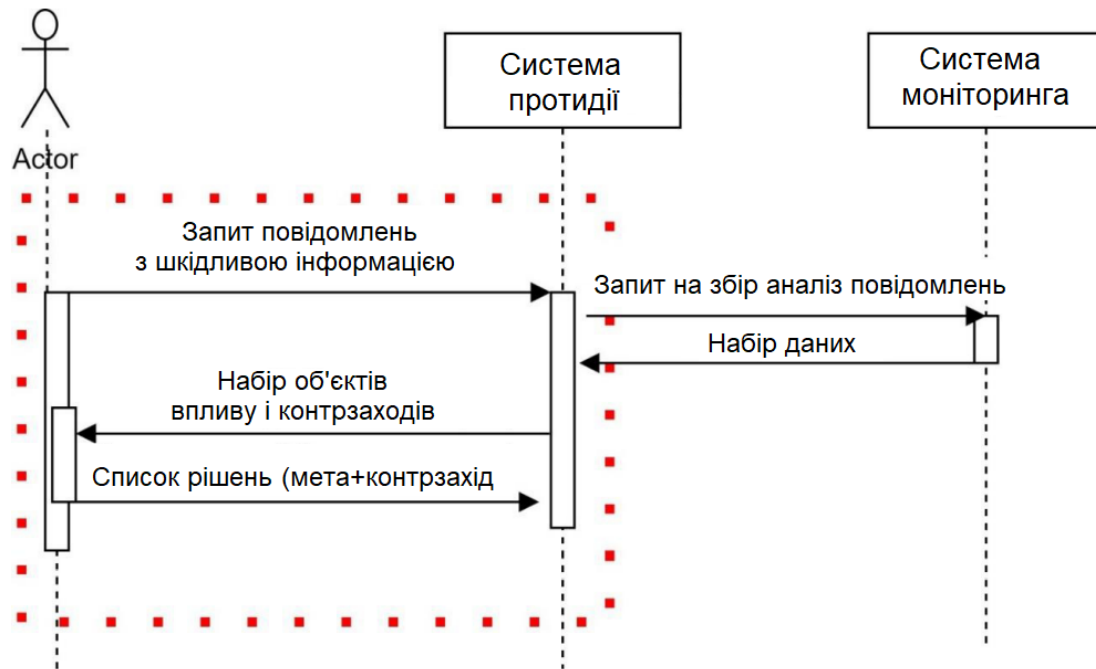 Система
протидії
Система
моніторинга
Actor
Запит повідомлень
з шкідливою інформацією
Запит на збір аналіз повідомлень
Набір даних
Набір об'єктів
впливу і контрзаходів
Список рішень (мета+контрзахід